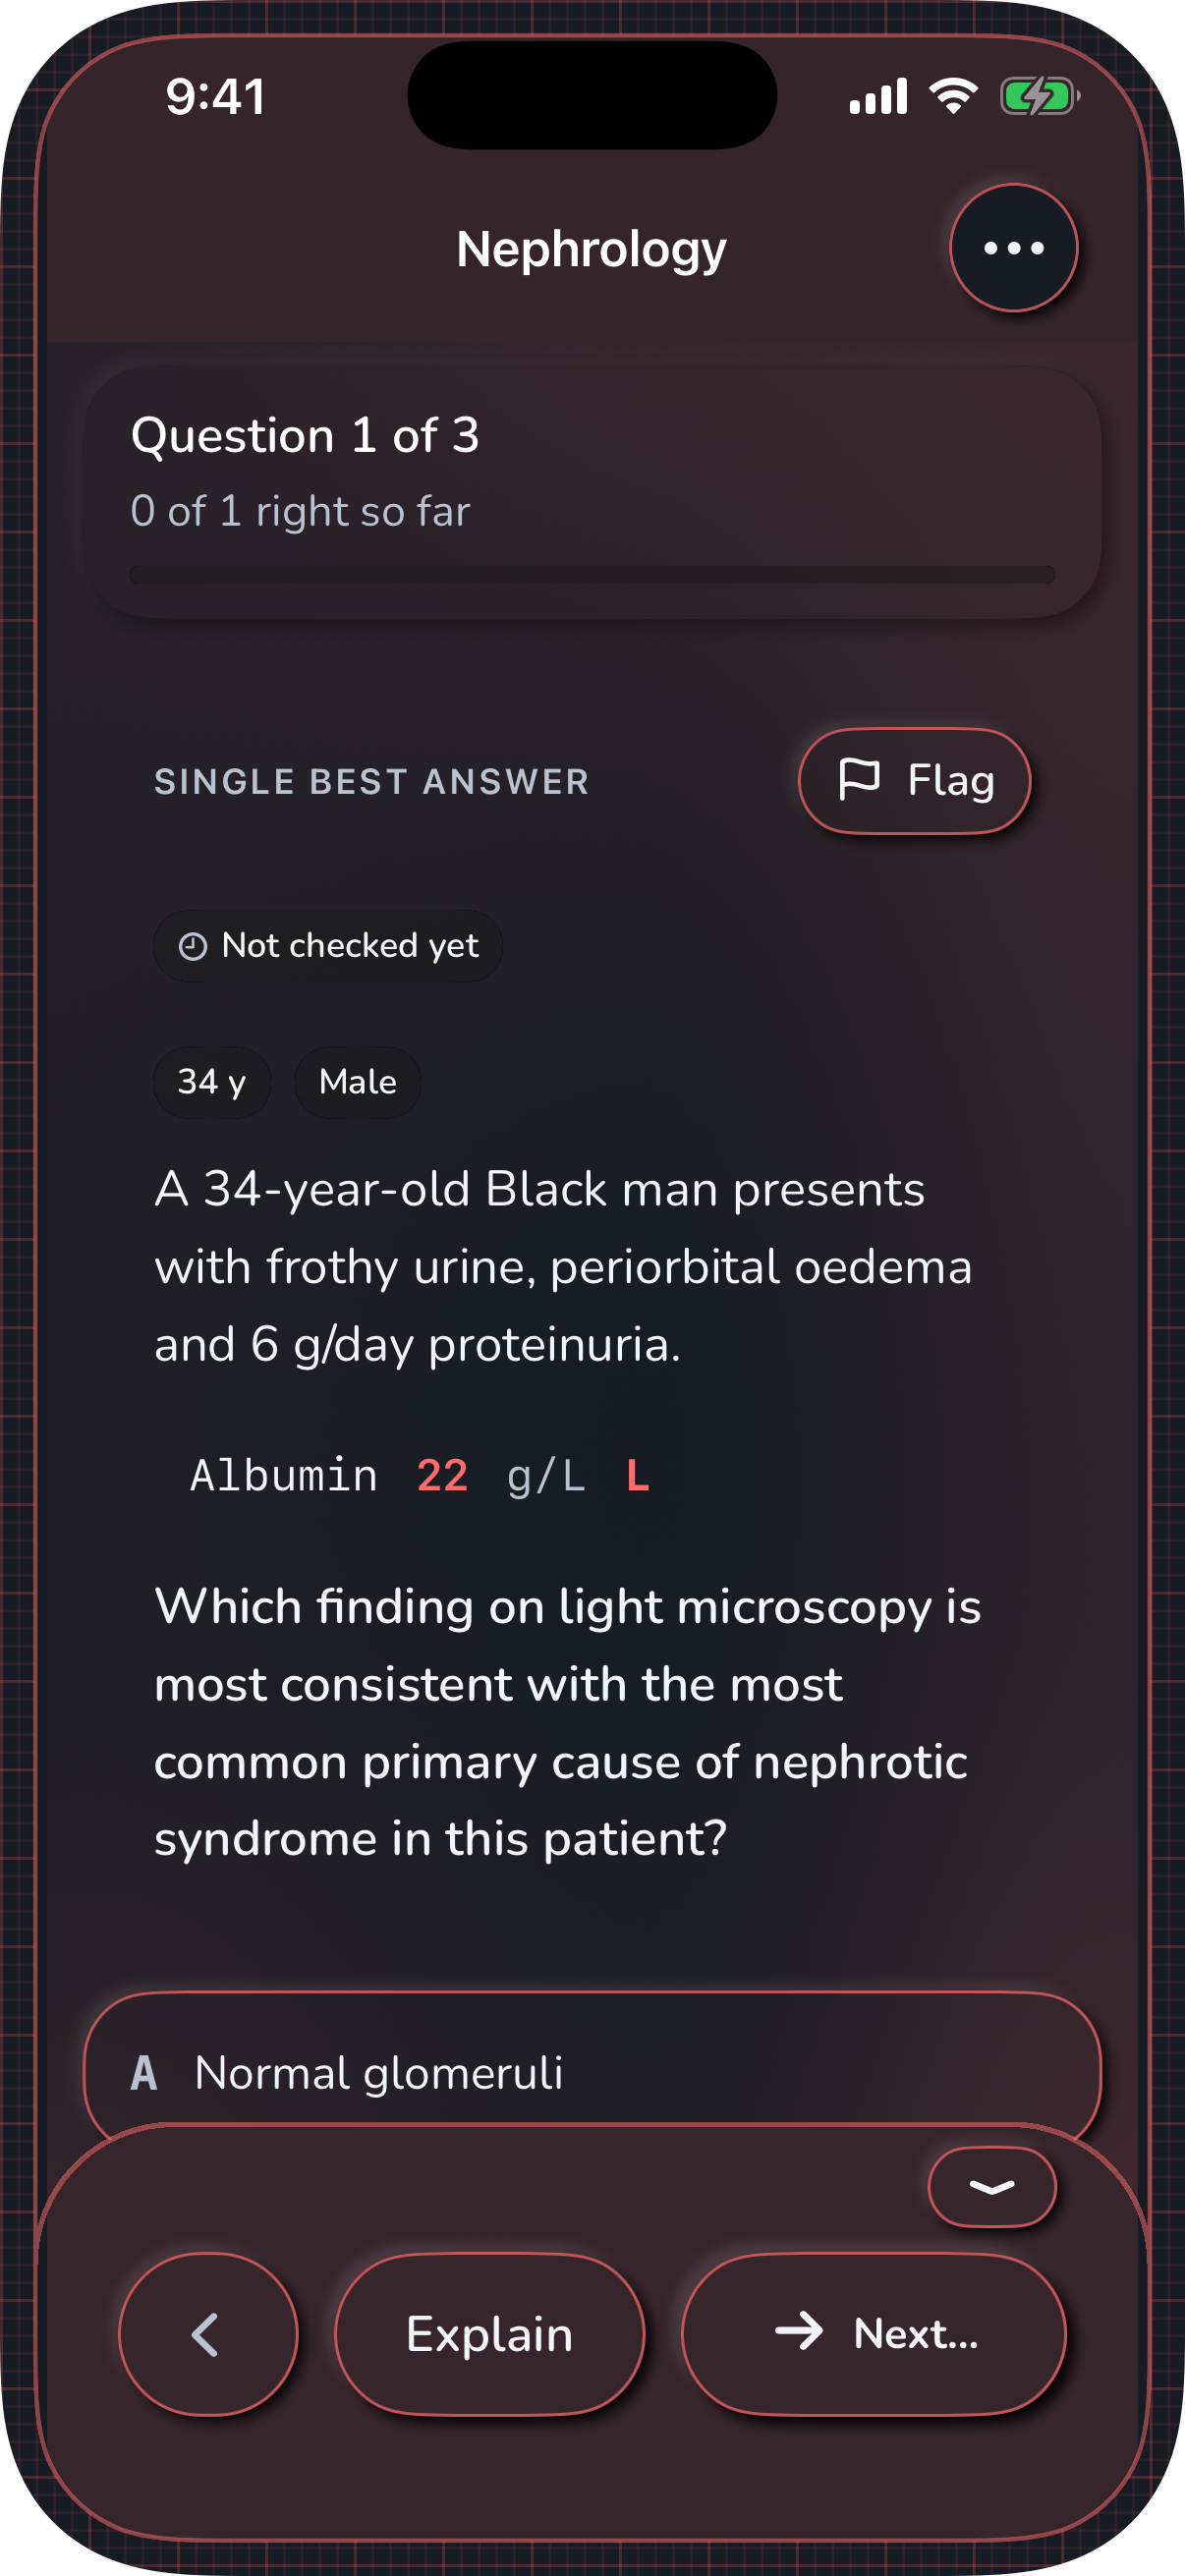 9:41
Nephrology
Question 1 of 3
0 of 1 right so far
SINGLE BEST ANSWER
Flag
Not checked yet
34 y Male
A 34-year-old Black man presents
with frothy urine, periorbital oedema
and 6 g/day proteinuria.
Albumin 22 g/L L
Which finding on light microscopy is
most consistent with the most
common primary cause of nephrotic
syndrome in this patient?
A Normal glomeruli
Explain
Next...